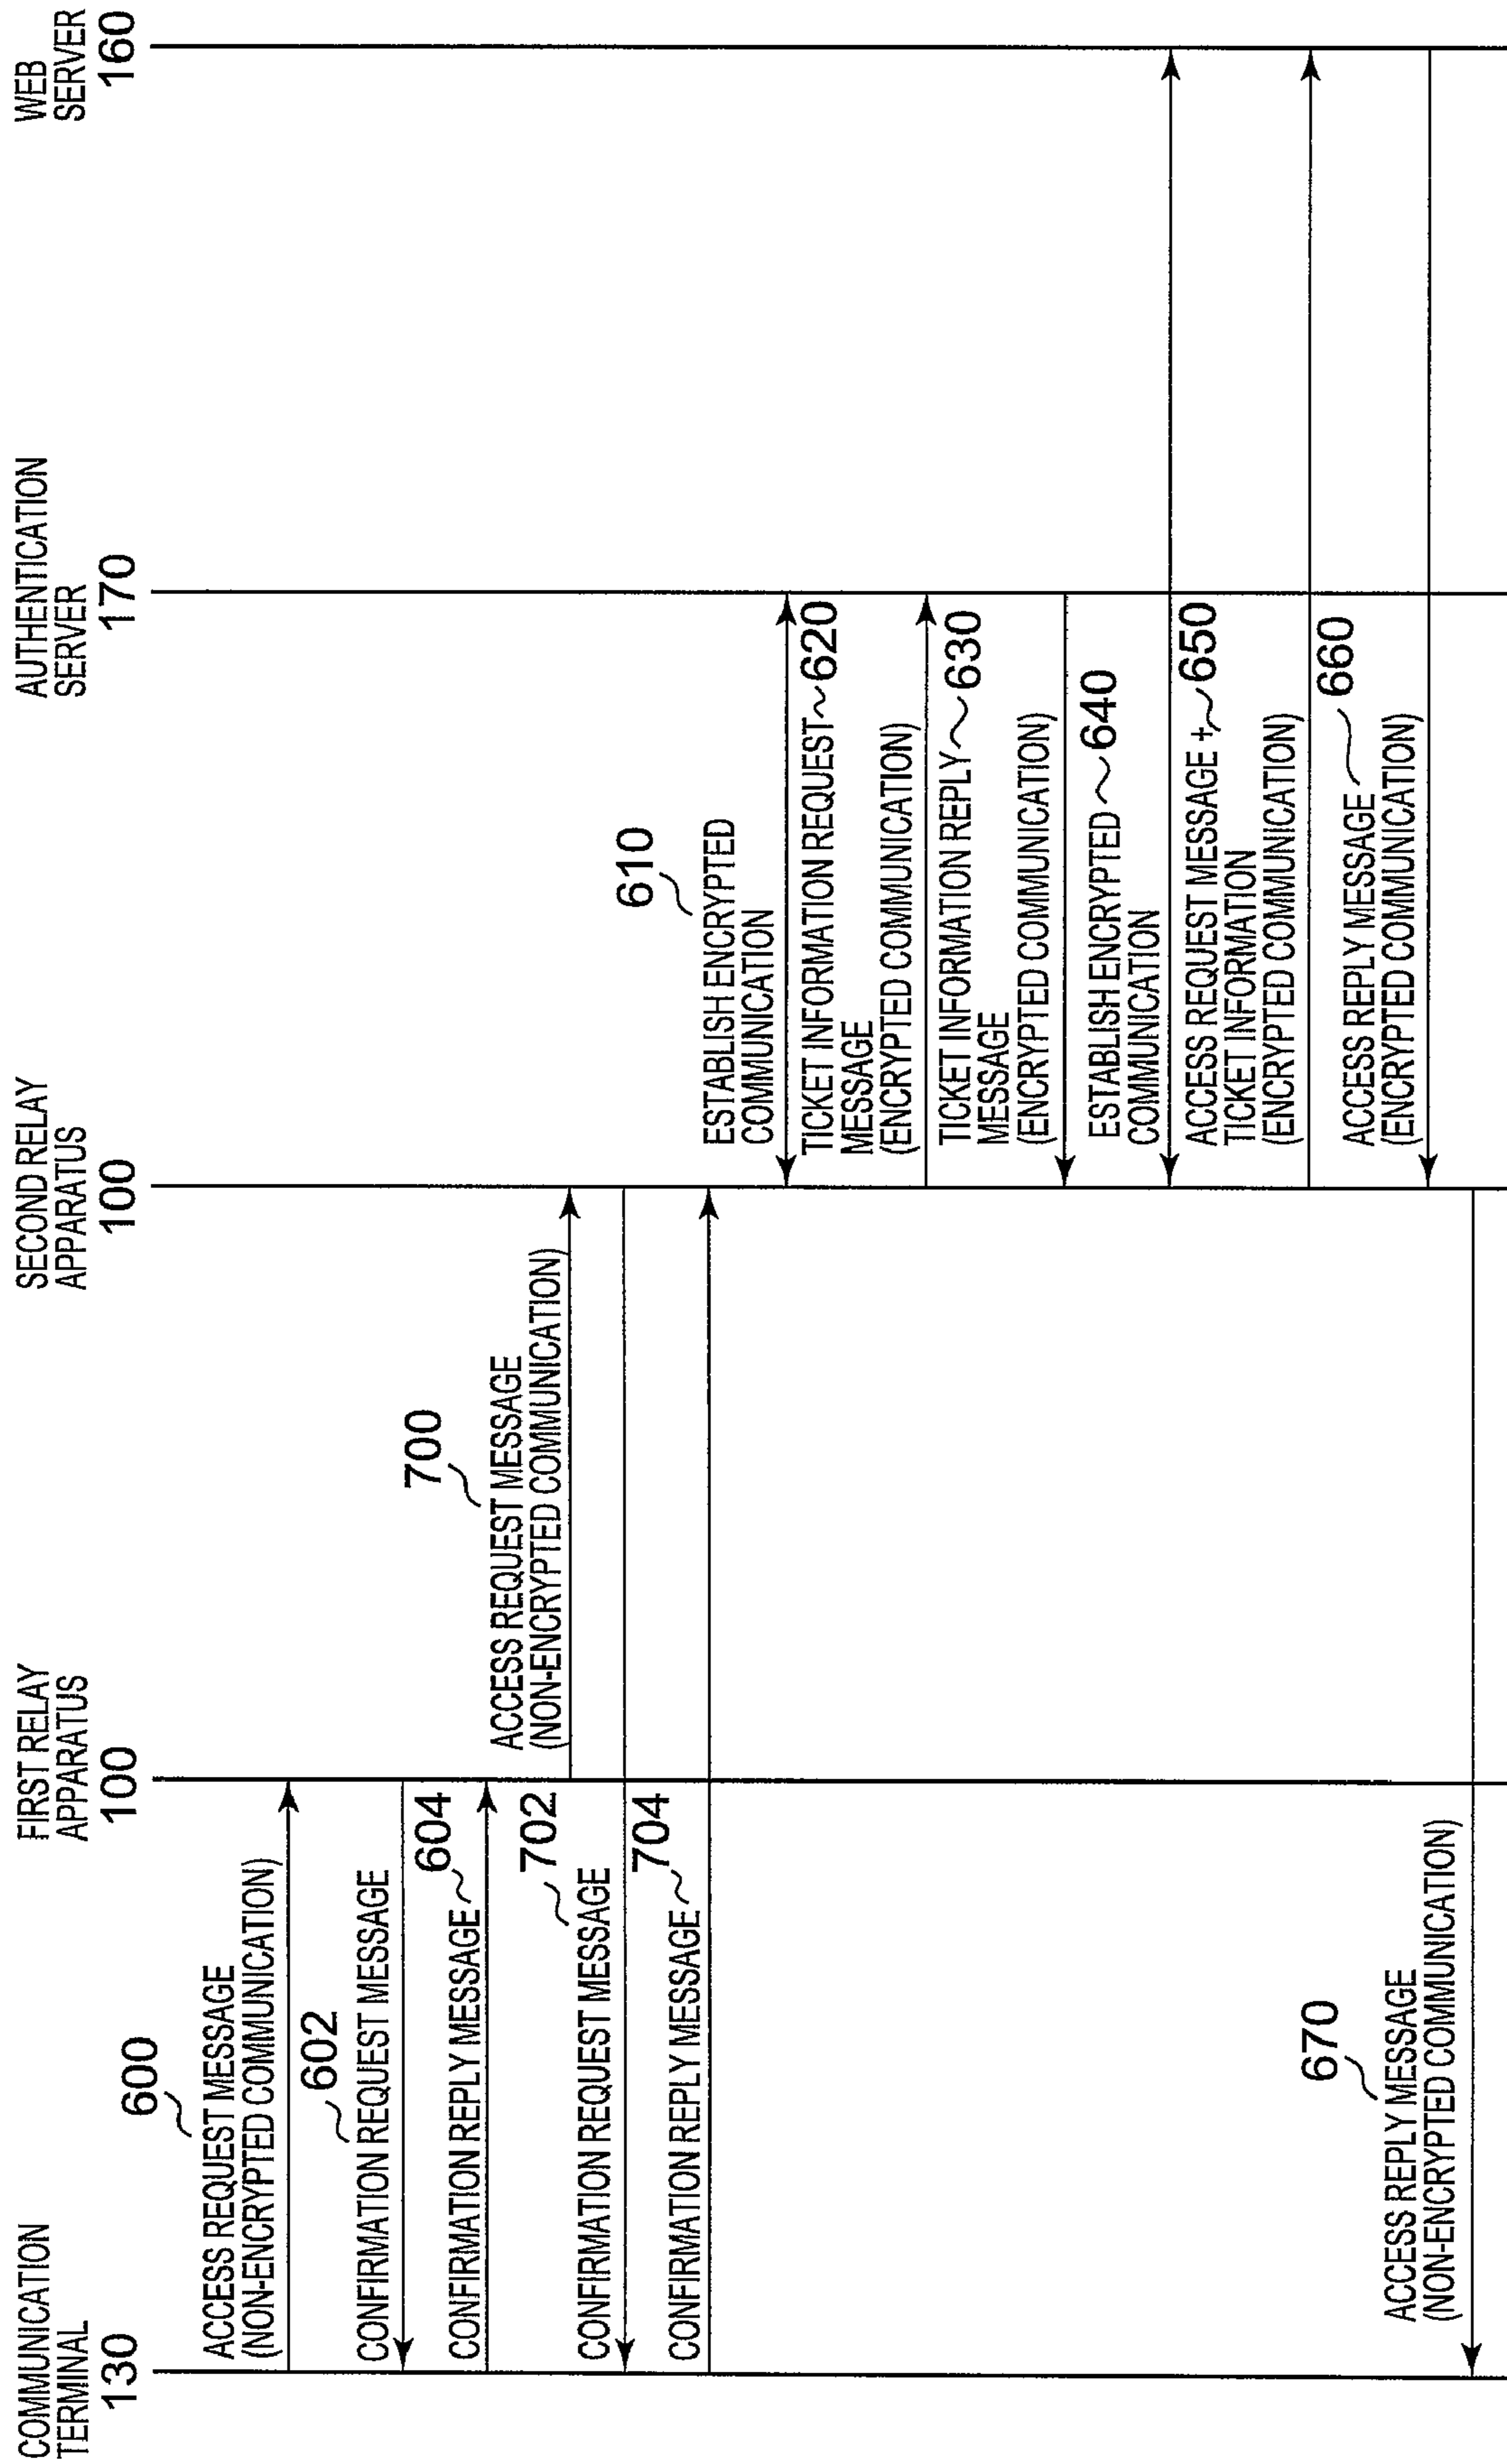 COMMUNICATION
TERMINAL
130
FIRST RELAY
APPARATUS
100
SECOND RELAY
APPARATUS
100
AUTHENTICATION
SERVER
170
WEB
SERVER
160
600
ACCESS REQUEST MESSAGE
(NON-ENCRYPTED COMMUNICATION)
602
CONFIRMATION REQUEST MESSAGE
604
CONFIRMATION REPLY MESSAGE
700
ACCESS REQUEST MESSAGE
(NON-ENCRYPTED COMMUNICATION)
702
CONFIRMATION REQUEST MESSAGE
704
CONFIRMATION REPLY MESSAGE
610
ESTABLISH ENCRYPTED
COMMUNICATION
TICKET INFORMATION REQUEST 620
MESSAGE
(ENCRYPTED COMMUNICATION)
TICKET INFORMATION REPLY 630
MESSAGE
(ENCRYPTED COMMUNICATION)
ESTABLISH ENCRYPTED 640
COMMUNICATION
ACCESS REQUEST MESSAGE + 650
TICKET INFORMATION
(ENCRYPTED COMMUNICATION)
660
ACCESS REPLY MESSAGE
(ENCRYPTED COMMUNICATION)
670
ACCESS REPLY MESSAGE
(NON-ENCRYPTED COMMUNICATION)